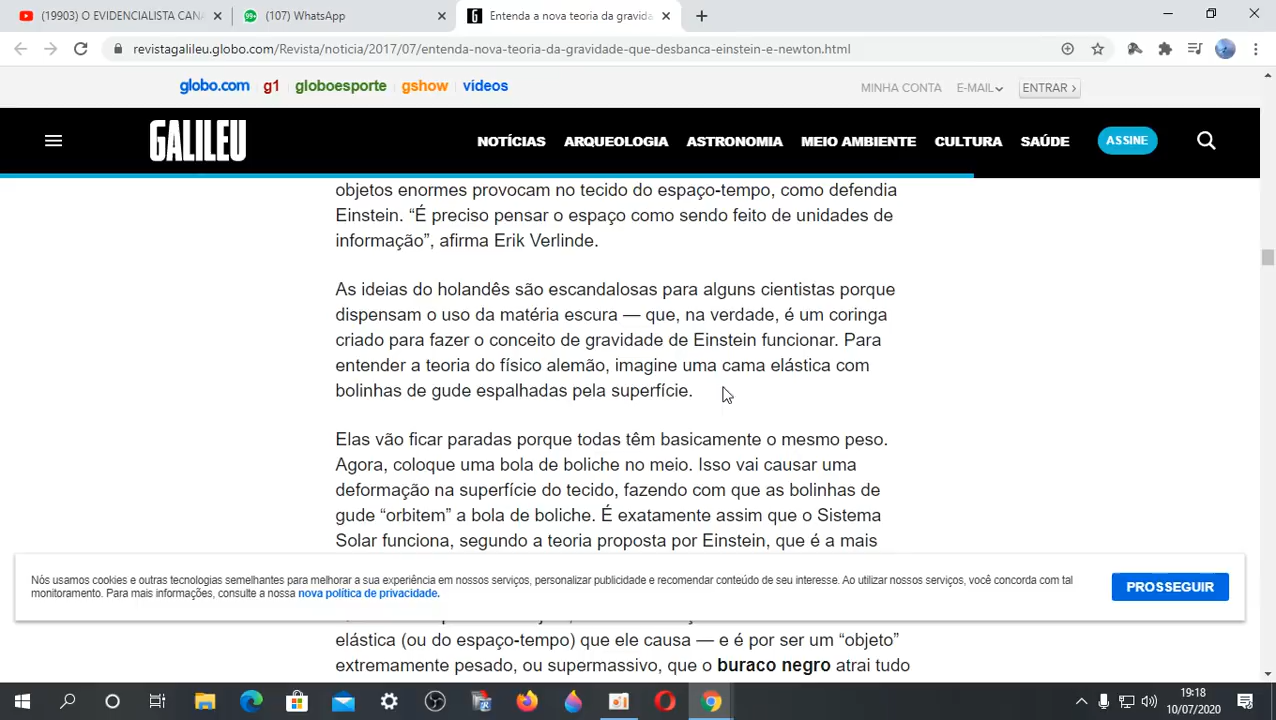 (19903) O EVIDENCIALISTA CANA
(107) WhatsApp
Entenda a nova teoria da gravida
revistagalileu.globo.com/Revista/noticia/2017/07/entenda-nova-teoria-da-gravidade-que-desbanca-einstein-e-newton.html
globo.com g1 globoesporte gshow videos
MINHA CONTA E-MAIL ENTRAR
GALILEU
NOTÍCIAS ARQUEOLOGIA ASTRONOMIA MEIO AMBIENTE CULTURA SAÚDE ASSINE
objetos enormes provocam no tecido do espaço-tempo, como defendia
Einstein. “É preciso pensar o espaço como sendo feito de unidades de
informação”, afirma Erik Verlinde.
As ideias do holandês são escandalosas para alguns cientistas porque
dispensam o uso da matéria escura — que, na verdade, é um coringa
criado para fazer o conceito de gravidade de Einstein funcionar. Para
entender a teoria do físico alemão, imagine uma cama elástica com
bolinhas de gude espalhadas pela superfície.
Elas vão ficar paradas porque todas têm basicamente o mesmo peso.
Agora, coloque uma bola de boliche no meio. Isso vai causar uma
deformação na superfície do tecido, fazendo com que as bolinhas de
gude “orbitem” a bola de boliche. É exatamente assim que o Sistema
Solar funciona, segundo a teoria proposta por Einstein, que é a mais
Nós usamos cookies e outras tecnologias semelhantes para melhorar a sua experiência em nossos serviços, personalizar publicidade e recomendar conteúdo de seu interesse. Ao utilizar nossos serviços, você concorda com tal
monitoramento. Para mais informações, consulte a nossa nova política de privacidade.
PROSSEGUIR
elástica (ou do espaço-tempo) que ele causa — e é por ser um “objeto”
extremamente pesado, ou supermassivo, que o buraco negro atrai tudo
19:18
10/07/2020